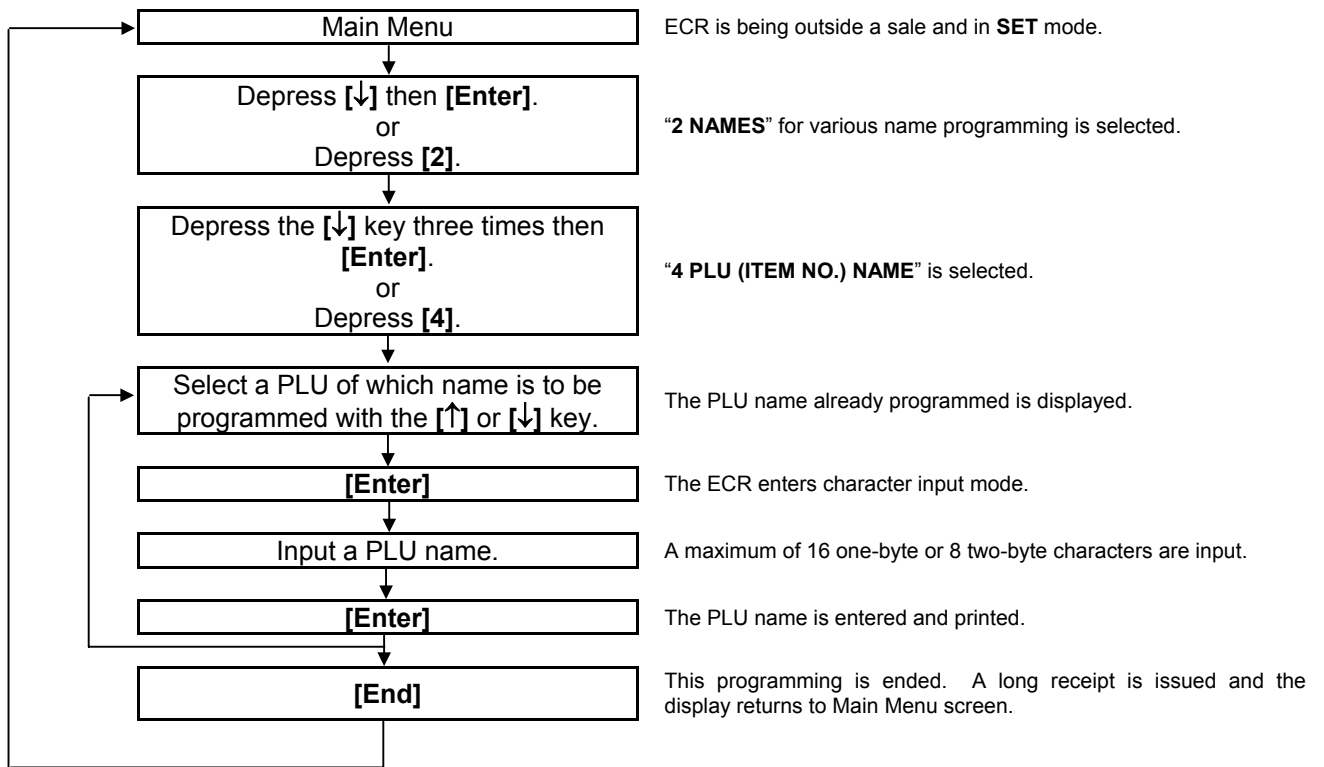 Main Menu
ECR is being outside a sale and in SET mode.
Depress [↓] then [Enter].
or
Depress [2].
“2 NAMES” for various name programming is selected.
Depress the [↓] key three times then
[Enter].
or
Depress [4].
“4 PLU (ITEM NO.) NAME” is selected.
Select a PLU of which name is to be
programmed with the [↑] or [↓] key.
The PLU name already programmed is displayed.
[Enter]
The ECR enters character input mode.
Input a PLU name.
A maximum of 16 one-byte or 8 two-byte characters are input.
[Enter]
The PLU name is entered and printed.
[End]
This programming is ended. A long receipt is issued and the
display returns to Main Menu screen.